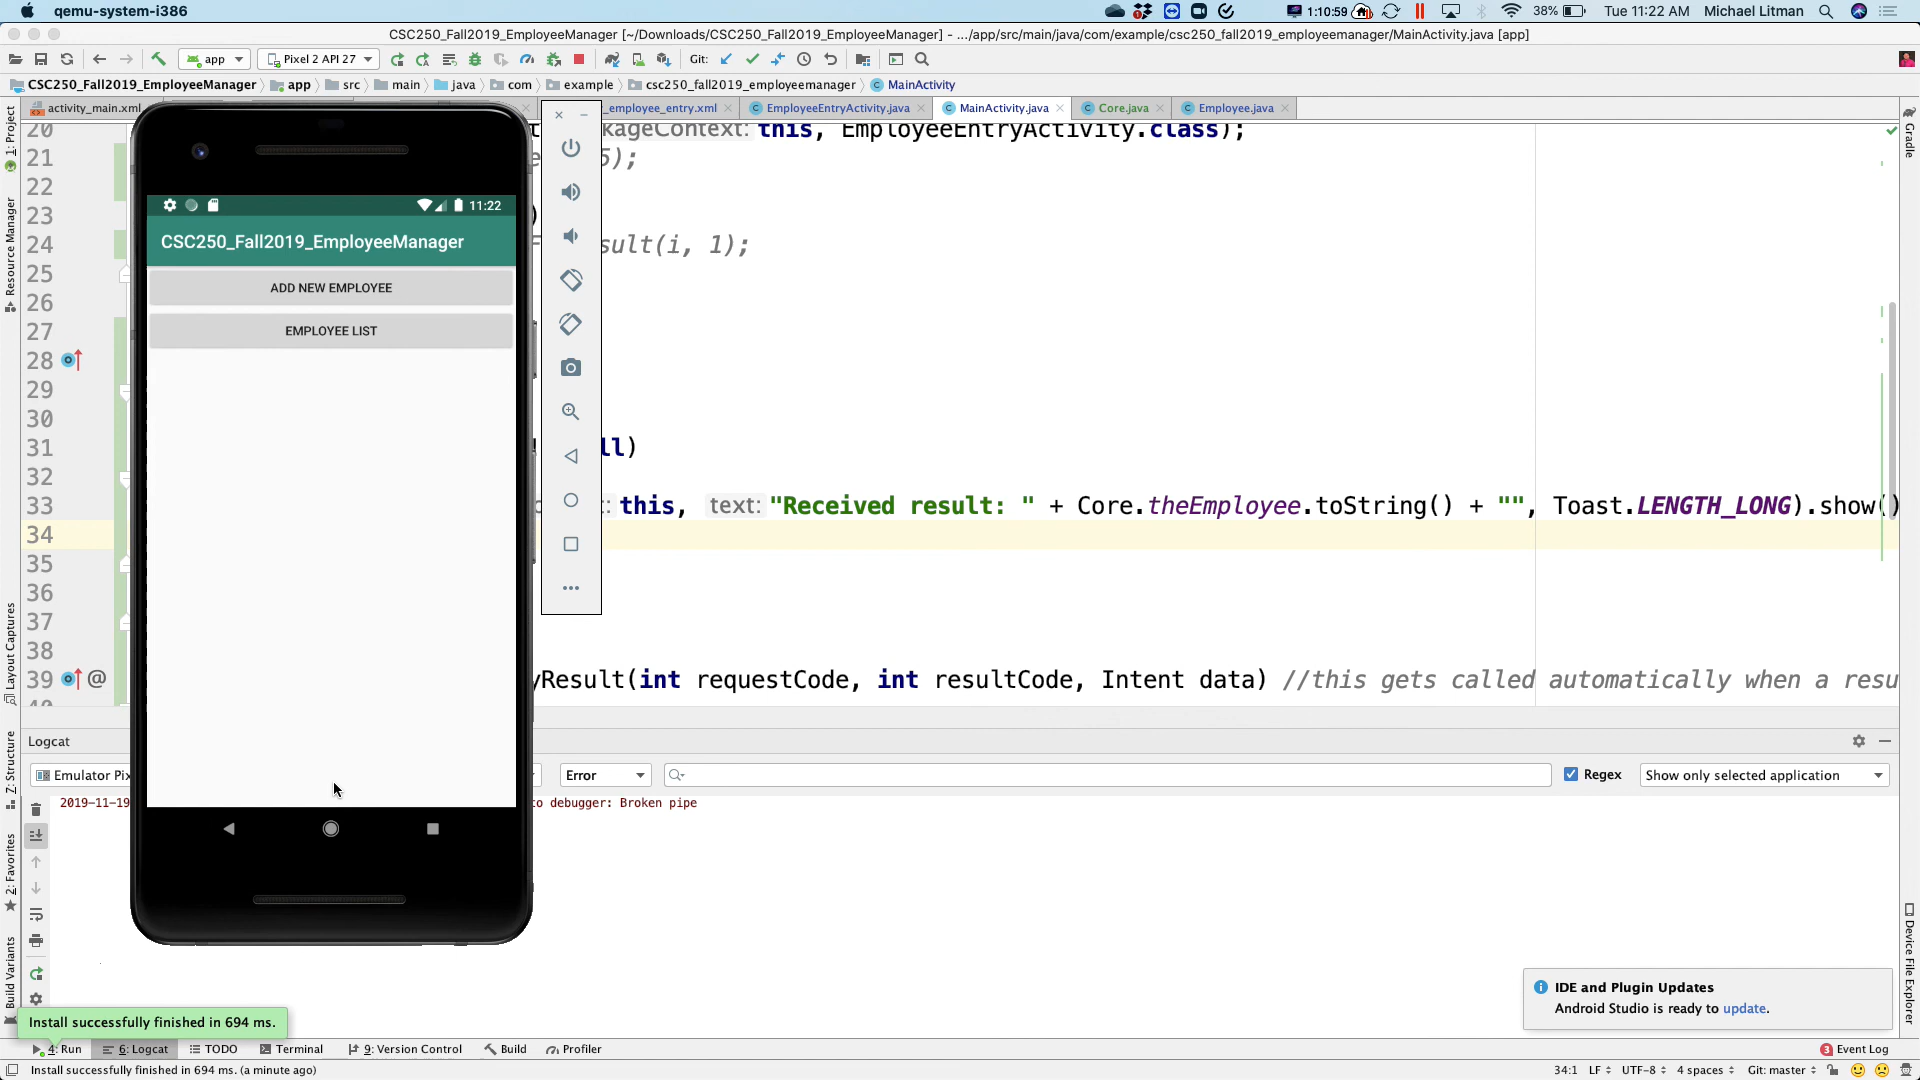 qemu-system-i386
1:10:59
38%
Tue 11:22 AM
Michael Litman
CSC250_Fall2019_EmployeeManager [~/Downloads/CSC250_Fall2019_EmployeeManager] - .../app/src/main/java/com/example/csc250_fall2019_employeemanager/MainActivity.java [app]
app
Pixel 2 API 27
Git:
CSC250_Fall2019_EmployeeManager
app
src
main
java
com
example
csc250_fall2019_employeemanager
MainActivity
activity_main.xml
_employee_entry.xml
EmployeeEntryActivity.java
MainActivity.java
Core.java
Employee.java
1: Project
Resource Manager
Layout Captures
Z: Structure
2: Favorites
Build Variants
Gradle
Device File Explorer
20
kageContext: this, EmployeeEntryActivity.class);
21
5);
22
23
)
24
sult(i, 1);
25
26
27
28
29
30
31
ll)
32
33
: this, text: "Received result: " + Core.theEmployee.toString() + "", Toast.LENGTH_LONG).show()
34
35
36
37
38
39
@
yResult(int requestCode, int resultCode, Intent data) //this gets called automatically when a resu
11:22
CSC250_Fall2019_EmployeeManager
ADD NEW EMPLOYEE
EMPLOYEE LIST
Logcat
Emulator Pix
Error
Regex
Show only selected application
2019-11-19
to debugger: Broken pipe
IDE and Plugin Updates
Android Studio is ready to update.
Install successfully finished in 694 ms.
4: Run
6: Logcat
TODO
Terminal
9: Version Control
Build
Profiler
3 Event Log
Install successfully finished in 694 ms. (a minute ago)
34:1
LF
UTF-8
4 spaces
Git: master